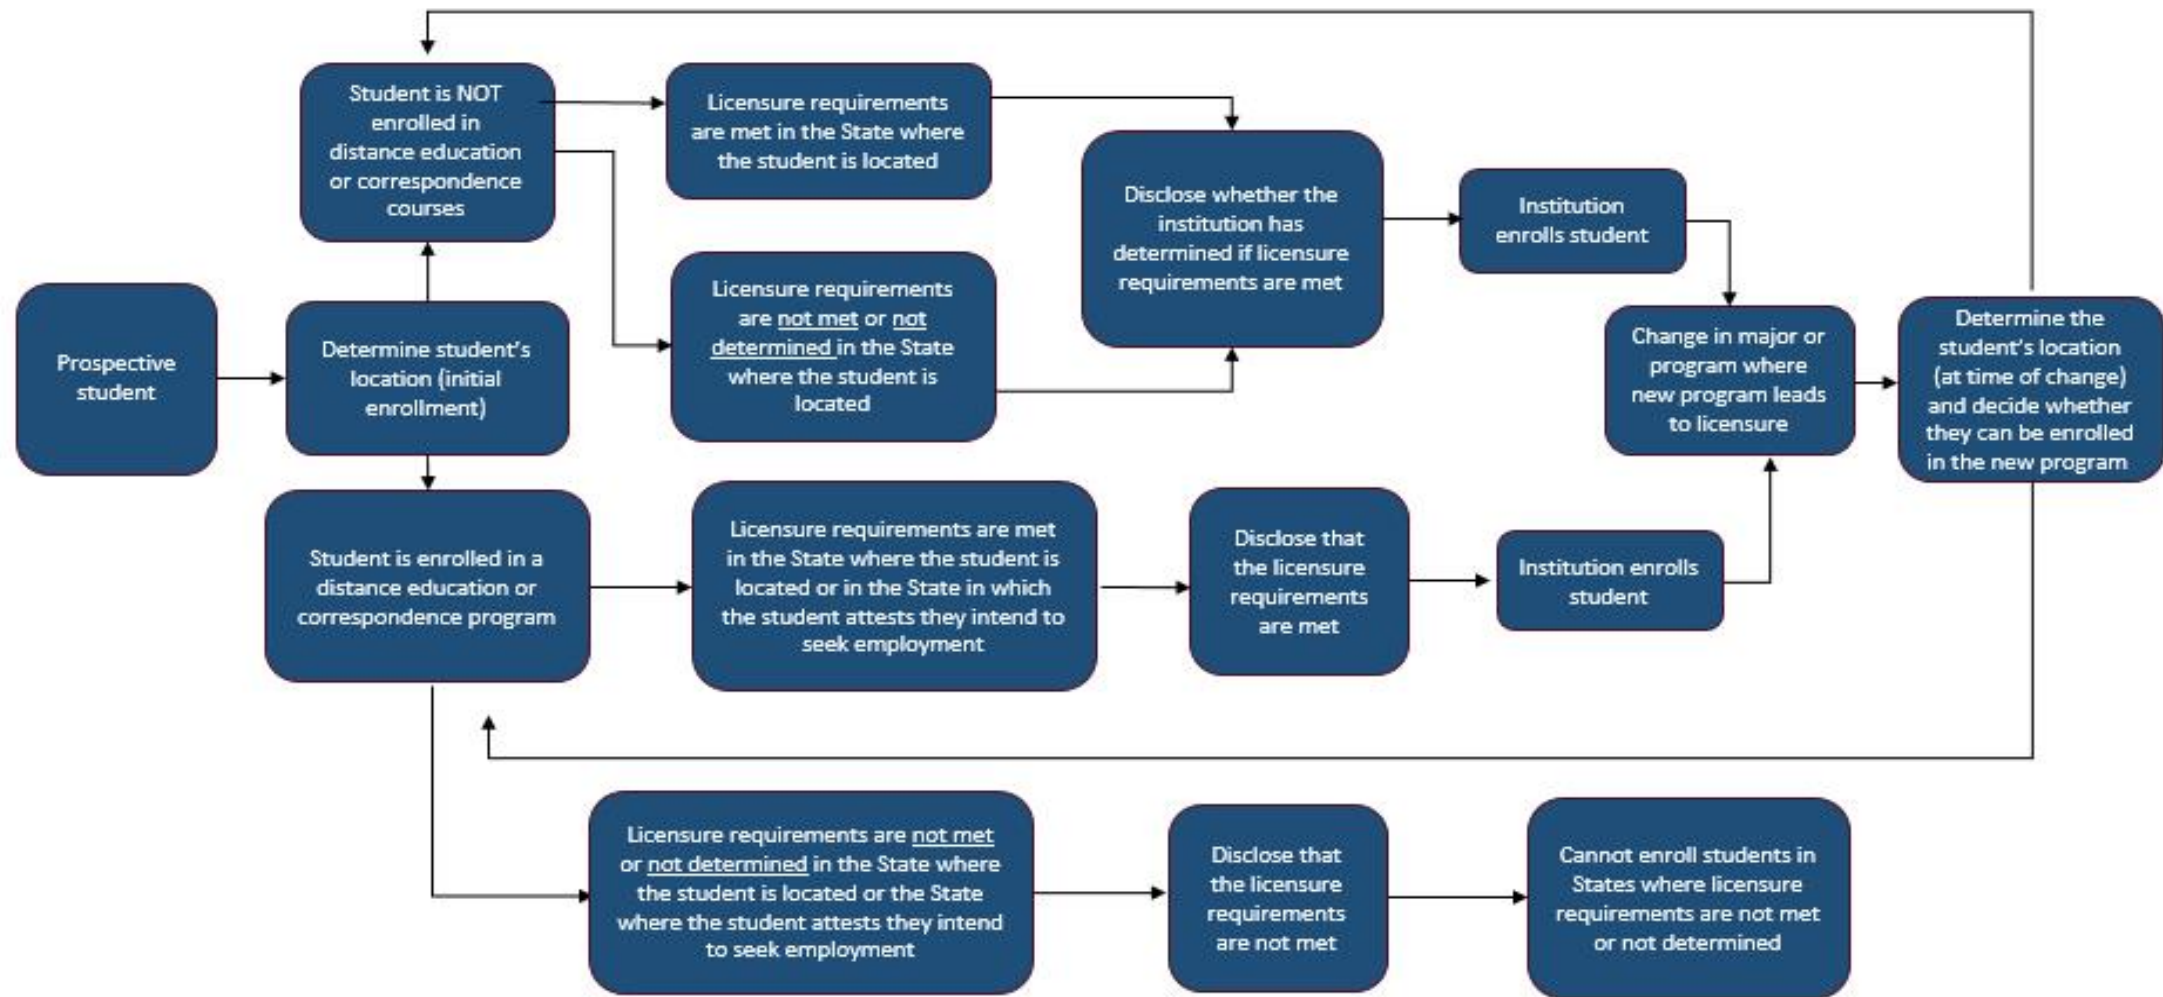 Prospective
student
Determine student's
location (initial
enrollment)
Student is NOT
enrolled in
distance education
or correspondence
courses
Licensure requirements
are met in the State where
the student is located
Licensure requirements
are not met or not
determined in the State
where the student is
located
Disclose whether the
institution has
determined if licensure
requirements are met
Institution
enrolls student
Change in major or
program where
new program leads
to licensure
Determine the
student's location
(at time of change)
and decide whether
they can be enrolled
in the new program
Student is enrolled in a
distance education or
correspondence program
Licensure requirements are met
in the State where the student is
located or in the State in which
the student attests they intend to
seek employment
Disclose that
the licensure
requirements
are met
Institution enrolls
student
Licensure requirements are not met
or not determined in the State where
the student is located or the State
where the student attests they intend
to seek employment
Disclose that
the licensure
requirements
are not met
Cannot enroll students in
States where licensure
requirements are not met
or not determined